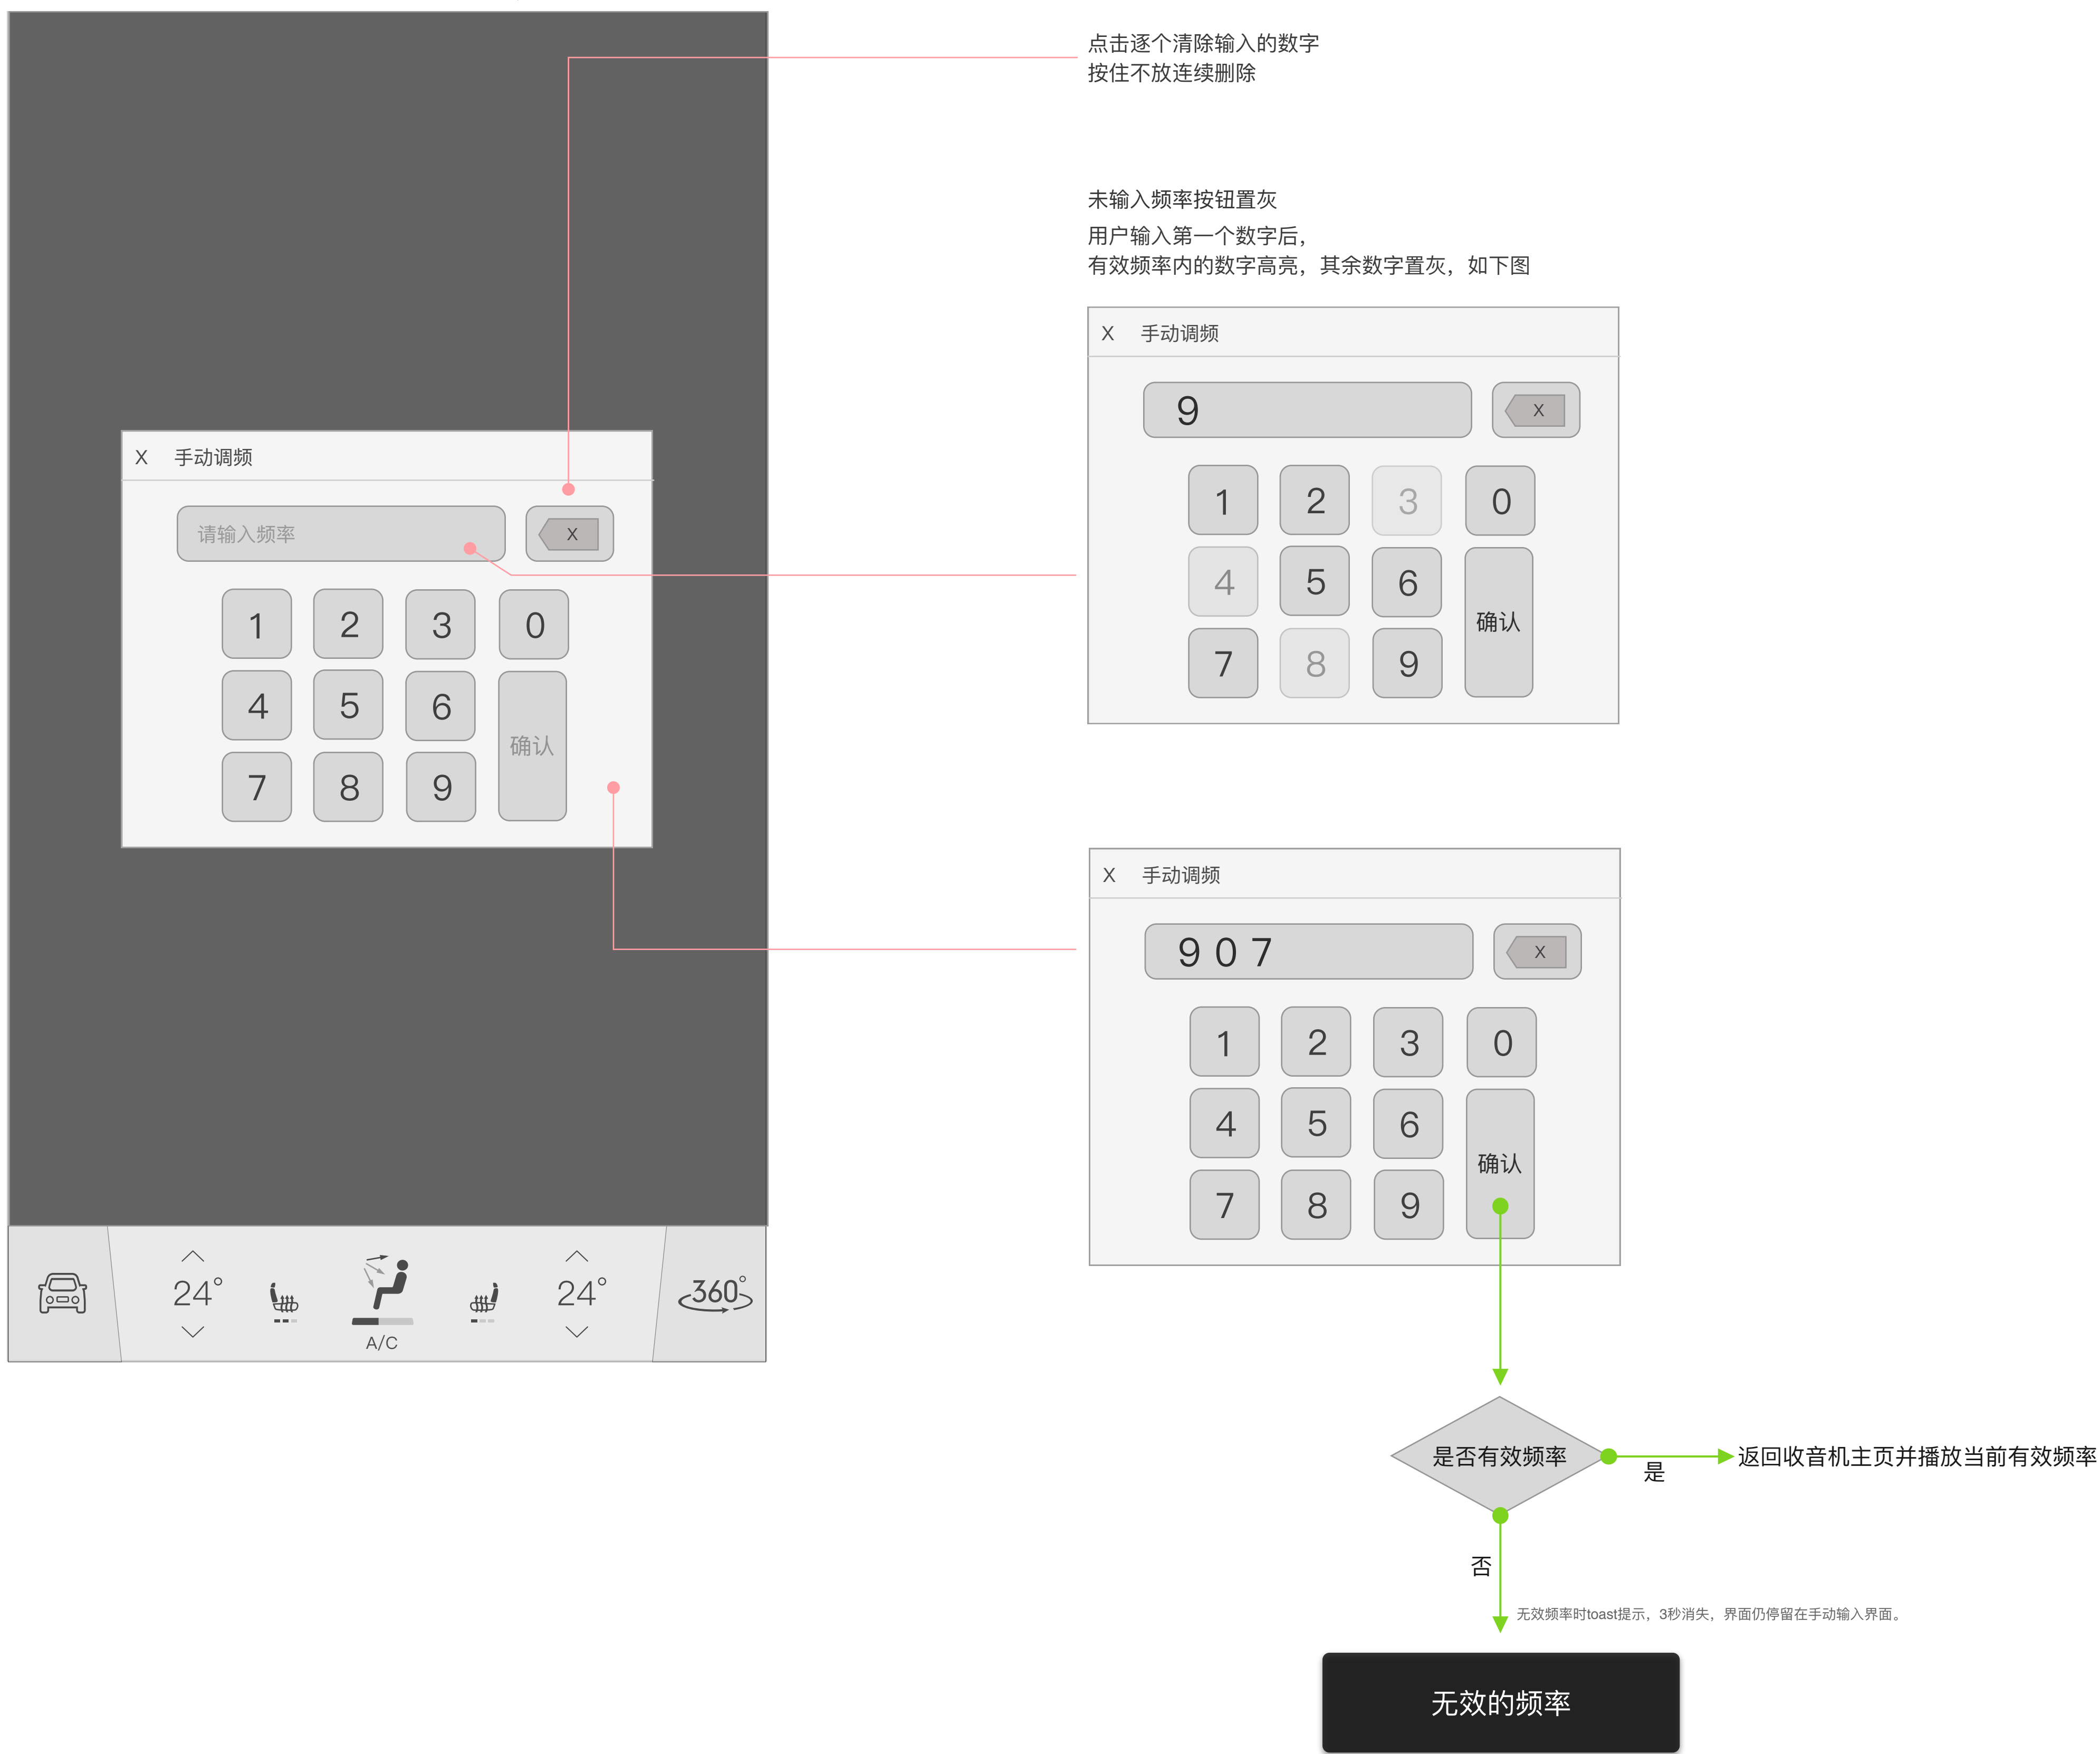 点击逐个清除输入的数字
按住不放连续删除
未输入频率按钮置灰
用户输入第一个数字后，
有效频率内的数字高亮，其余数字置灰，如下图
X 手动调频
9
X
1 2 3 0
4 5 6
确认
7 8 9
X 手动调频
请输入频率
X
1 2 3 0
4 5 6
确认
7 8 9
X 手动调频
9 0 7
X
1 2 3 0
4 5 6
确认
7 8 9
24° 24° 360°
A/C
是否有效频率
是
返回收音机主页并播放当前有效频率
否
无效频率时toast提示，3秒消失，界面仍停留在手动输入界面。
无效的频率